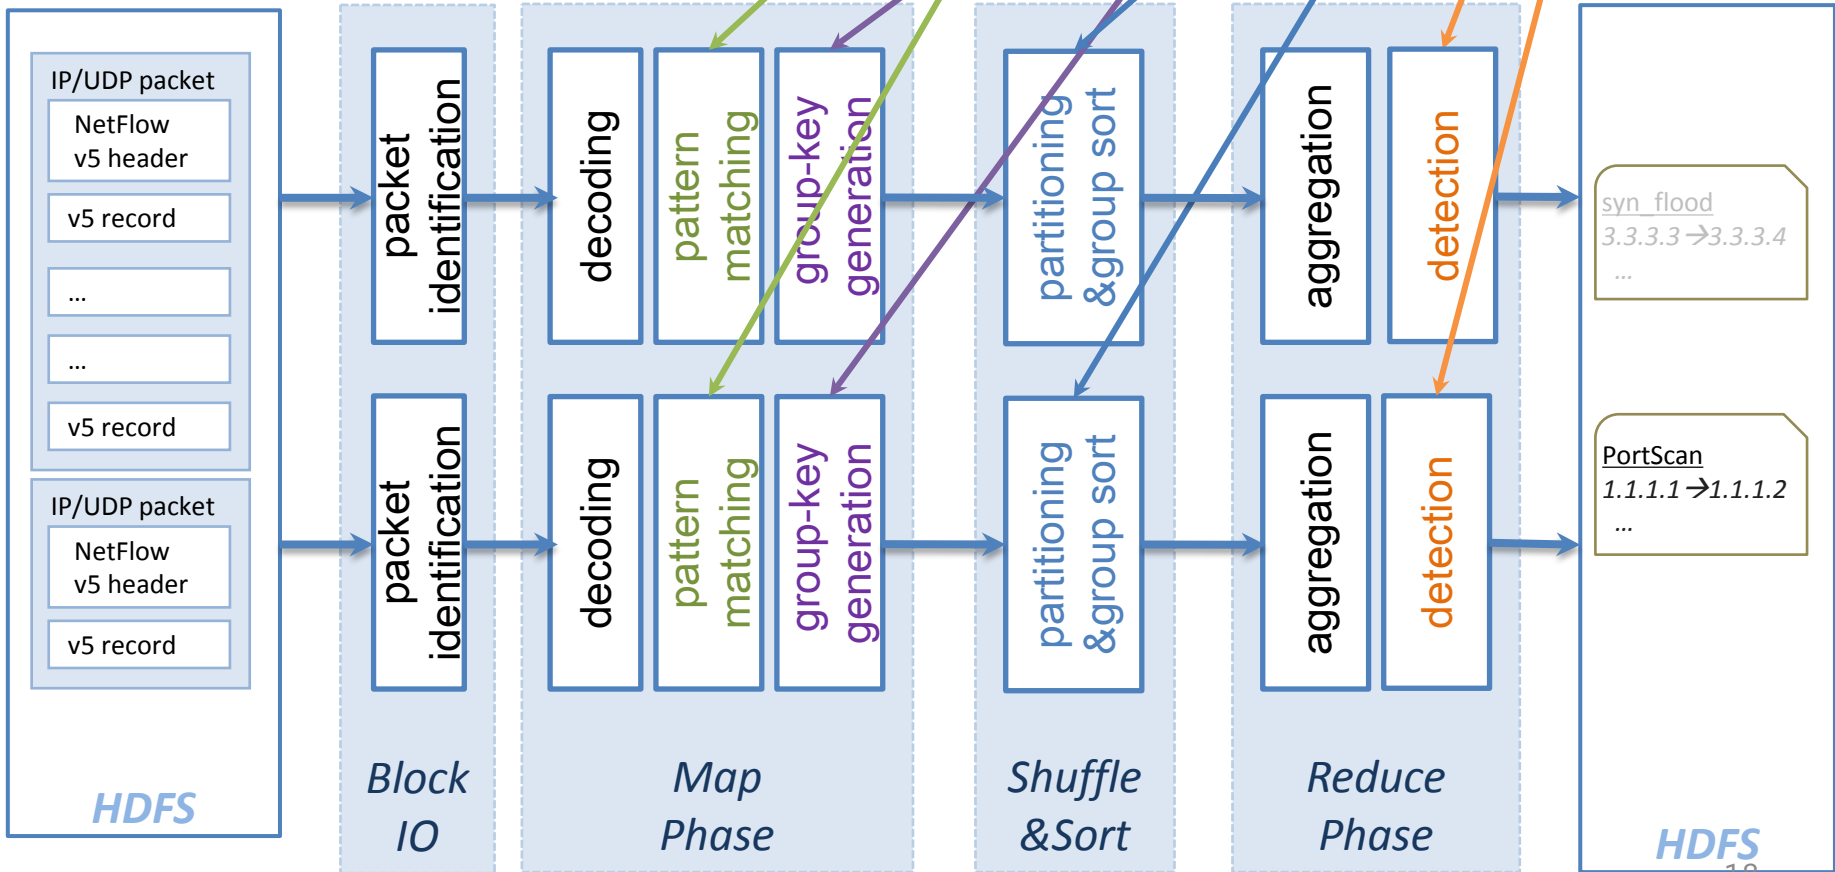 IP/UDP packet
NetFlow
v5 header
v5 record
...
...
v5 record
IP/UDP packet
NetFlow
v5 header
v5 record
HDFS
packet
identification
packet
identification
Block
IO
decoding
pattern
matching
group-key
generation
decoding
pattern
matching
group-key
generation
Map
Phase
partitioning
&group sort
partitioning
&group sort
Shuffle
&Sort
aggregation
detection
aggregation
detection
Reduce
Phase
syn_flood
3.3.3.3→3.3.3.4
...
PortScan
1.1.1.1→1.1.1.2
...
HDFS